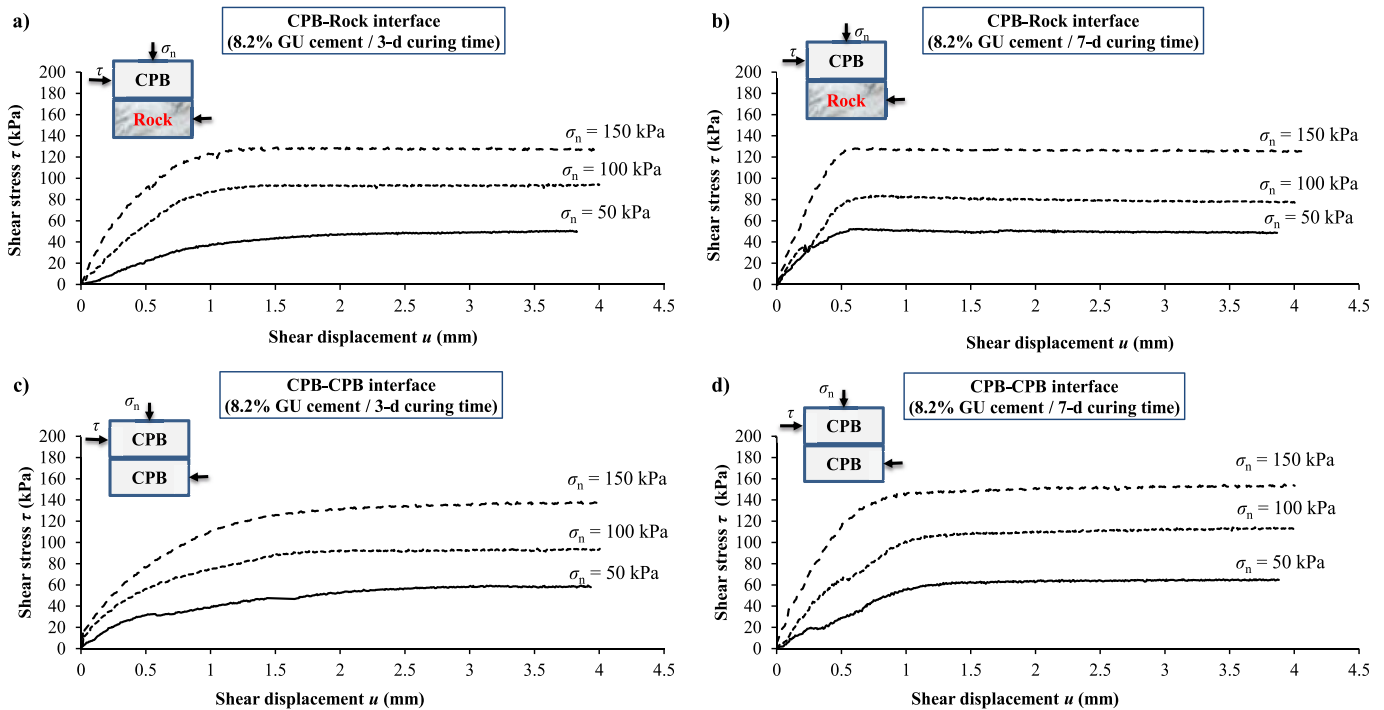 a)
CPB-Rock interface
(8.2% GU cement / 3-d curing time)
σn
τ
CPB
Rock
200
180
160
140
120
100
80
60
40
20
0
Shear stress τ (kPa)
σn = 150 kPa
σn = 100 kPa
σn = 50 kPa
0 0.5 1 1.5 2 2.5 3 3.5 4 4.5
Shear displacement u (mm)
b)
CPB-Rock interface
(8.2% GU cement / 7-d curing time)
σn
τ
CPB
Rock
200
180
160
140
120
100
80
60
40
20
0
Shear stress τ (kPa)
σn = 150 kPa
σn = 100 kPa
σn = 50 kPa
0 0.5 1 1.5 2 2.5 3 3.5 4 4.5
Shear displacement u (mm)
c)
CPB-CPB interface
(8.2% GU cement / 3-d curing time)
σn
τ
CPB
CPB
200
180
160
140
120
100
80
60
40
20
0
Shear stress τ (kPa)
σn = 150 kPa
σn = 100 kPa
σn = 50 kPa
0 0.5 1 1.5 2 2.5 3 3.5 4 4.5
Shear displacement u (mm)
d)
CPB-CPB interface
(8.2% GU cement / 7-d curing time)
σn
τ
CPB
CPB
200
180
160
140
120
100
80
60
40
20
0
Shear stress τ (kPa)
σn = 150 kPa
σn = 100 kPa
σn = 50 kPa
0 0.5 1 1.5 2 2.5 3 3.5 4 4.5
Shear displacement u (mm)